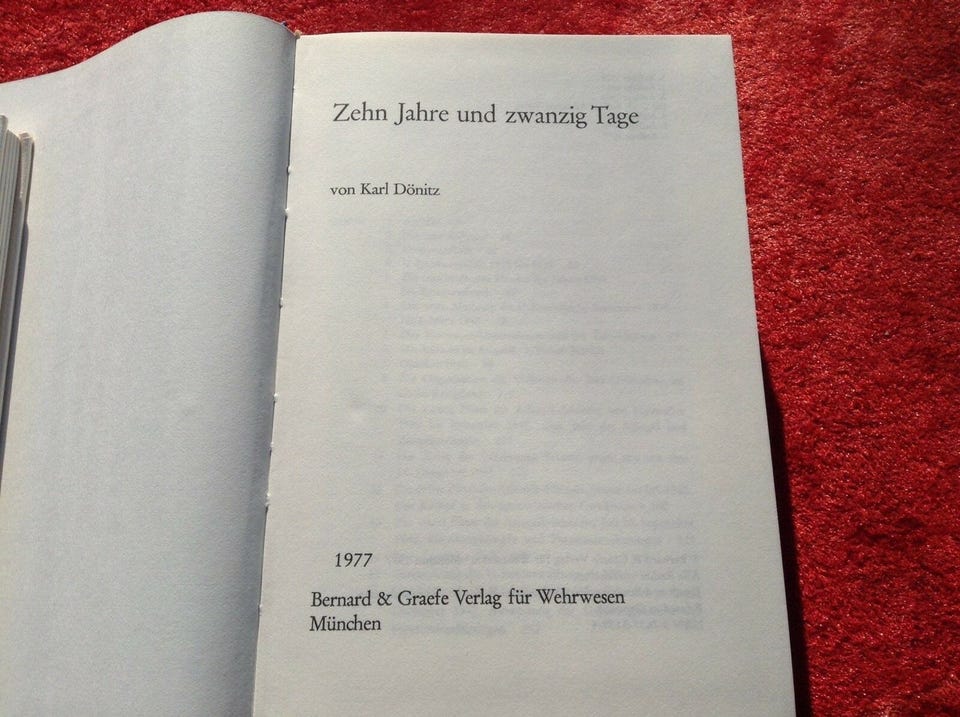 Zehn Jahre und zwanzig Tage
von Karl Dönitz
1977
Bernard & Graefe Verlag für Wehrwesen
München